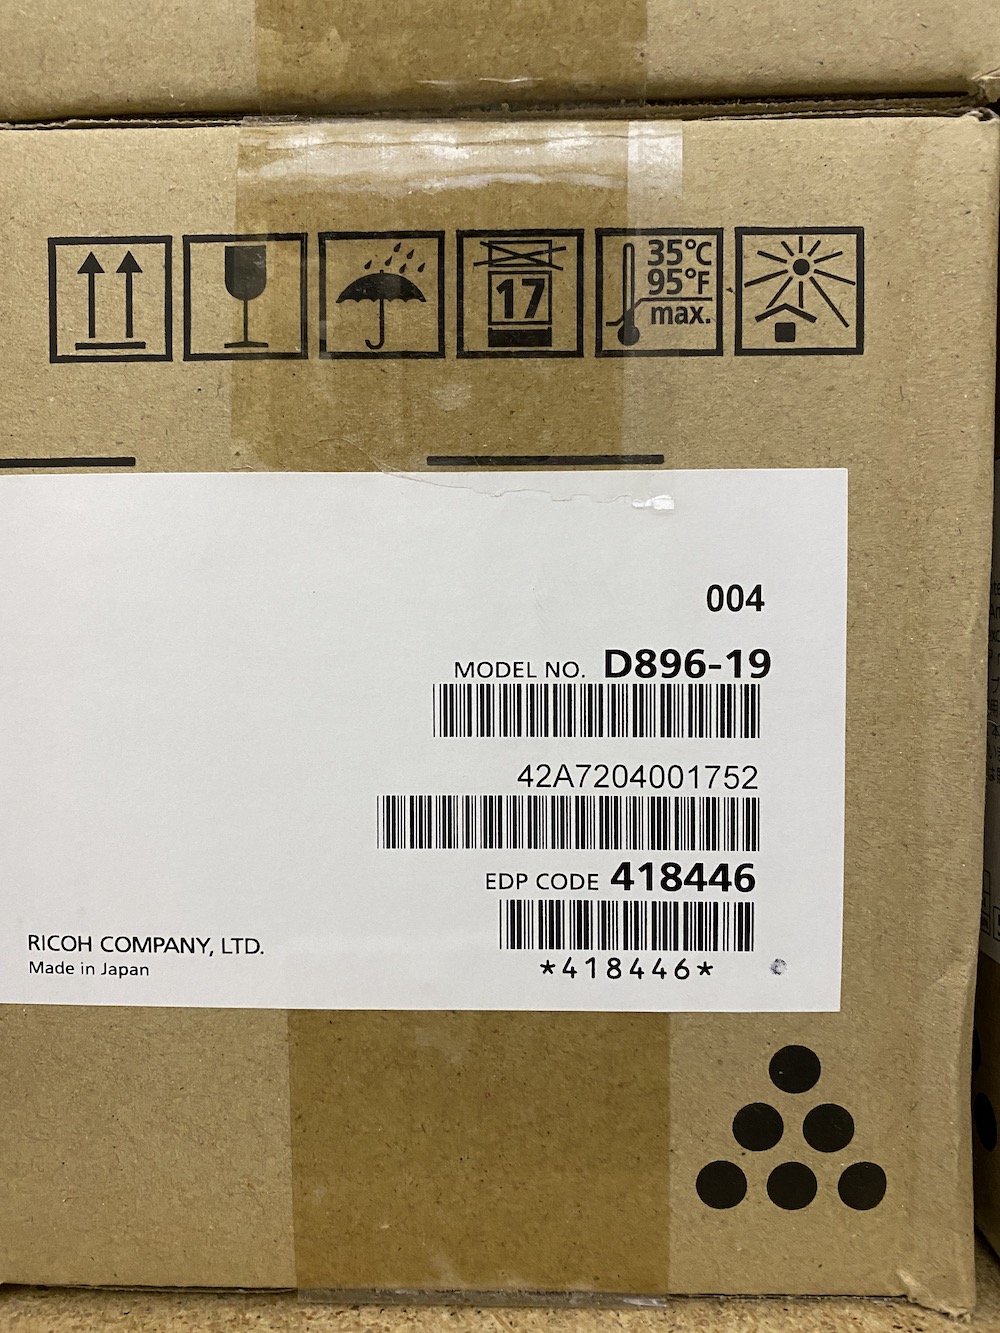 17
35°C
95°F
max.
004
MODEL NO. D896-19
42A7204001752
EDP CODE 418446
*418446*
RICOH COMPANY, LTD.
Made in Japan